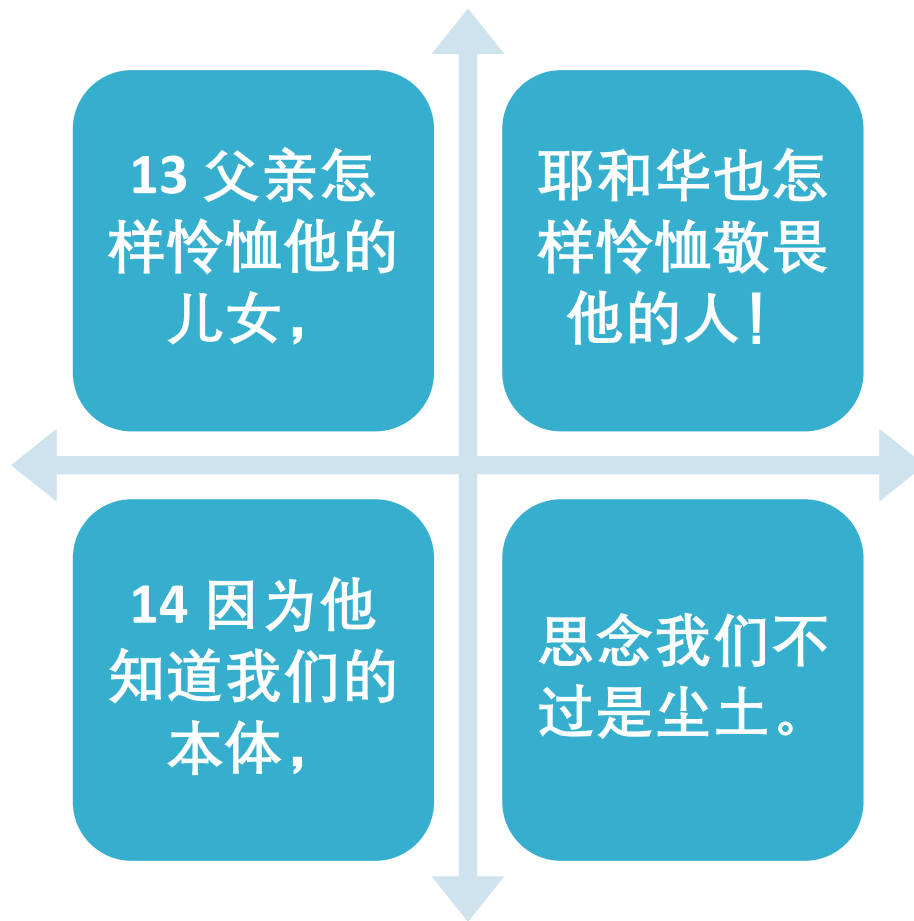 13 父亲怎
样怜恤他的
儿女，
耶和华也怎
样怜恤敬畏
他的人！
14 因为他
知道我们的
本体，
思念我们不
过是尘土。